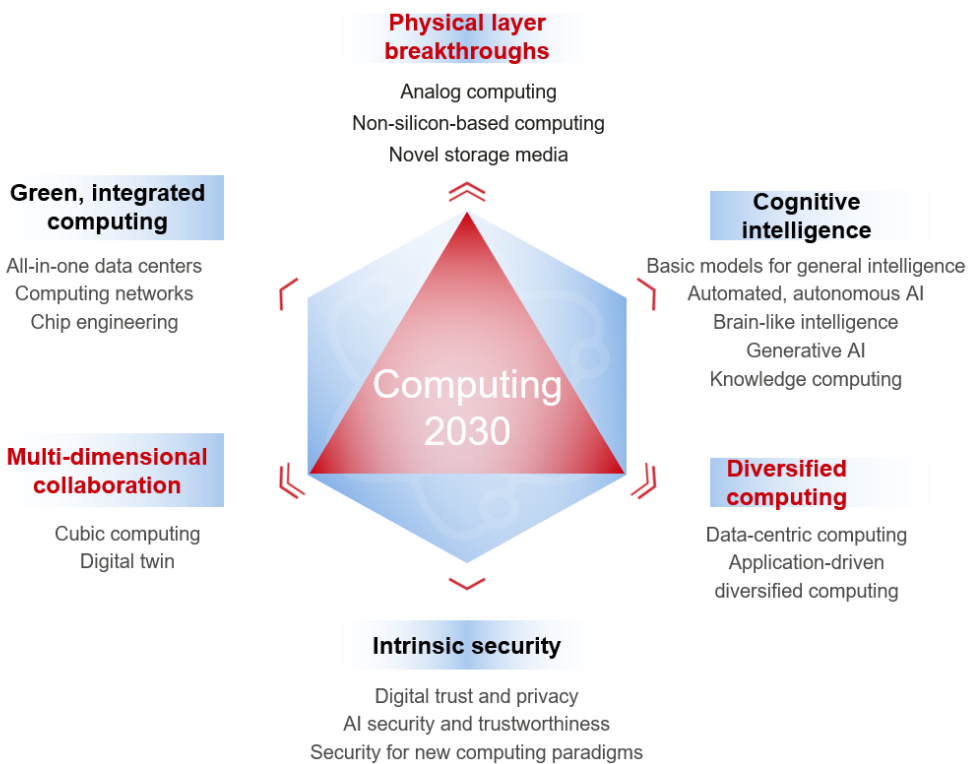 Physical layer
breakthroughs
Analog computing
Non-silicon-based computing
Novel storage media
Green, integrated
computing
All-in-one data centers
Computing networks
Chip engineering
Cognitive
intelligence
Basic models for general intelligence
Automated, autonomous AI
Brain-like intelligence
Generative AI
Knowledge computing
Computing
2030
Multi-dimensional
collaboration
Cubic computing
Digital twin
Diversified
computing
Data-centric computing
Application-driven
diversified computing
Intrinsic security
Digital trust and privacy
AI security and trustworthiness
Security for new computing paradigms